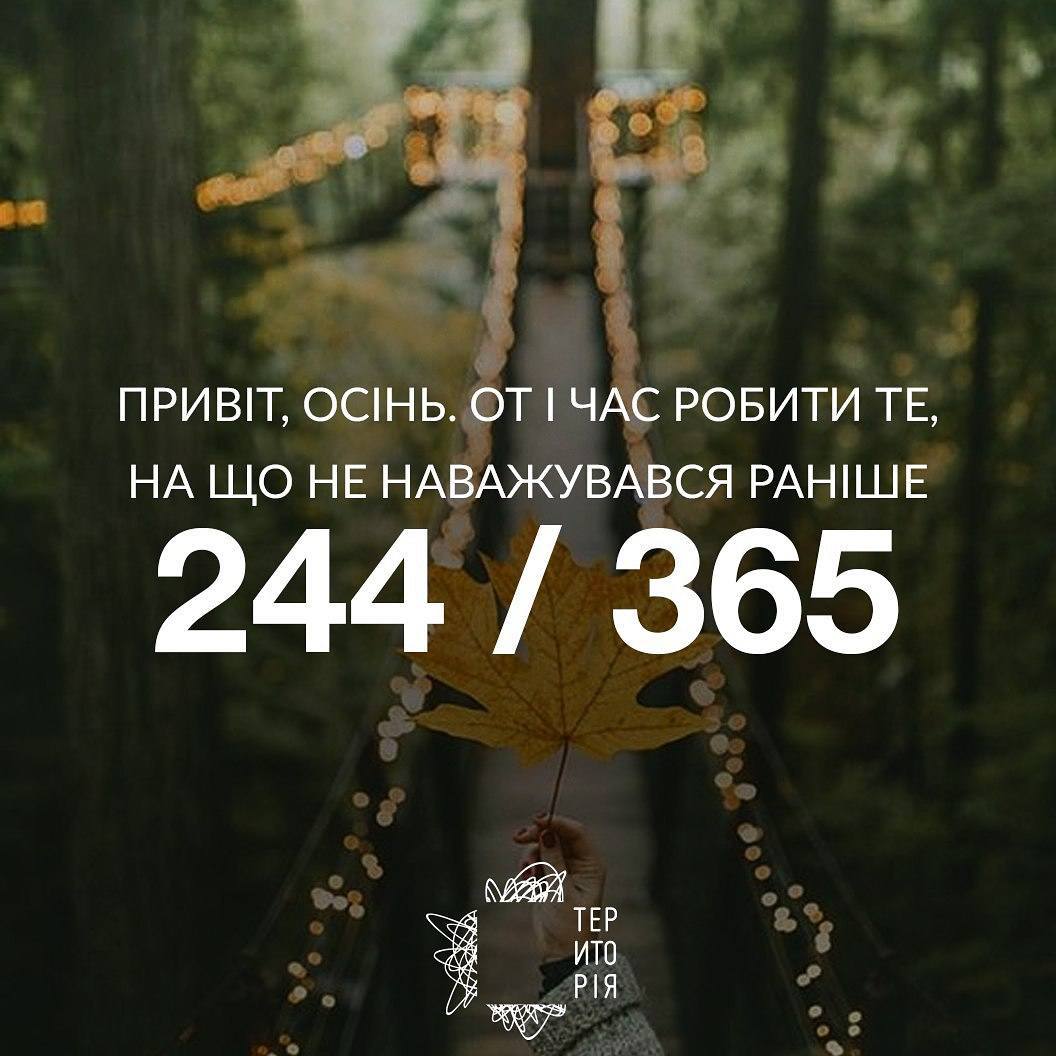 ПРИВІТ, ОСІНЬ. ОТ І ЧАС РОБИТИ ТЕ,
НА ЩО НЕ НАВАЖУВАВСЯ РАНІШЕ
244 / 365
ТЕР
ИТО
РІЯ